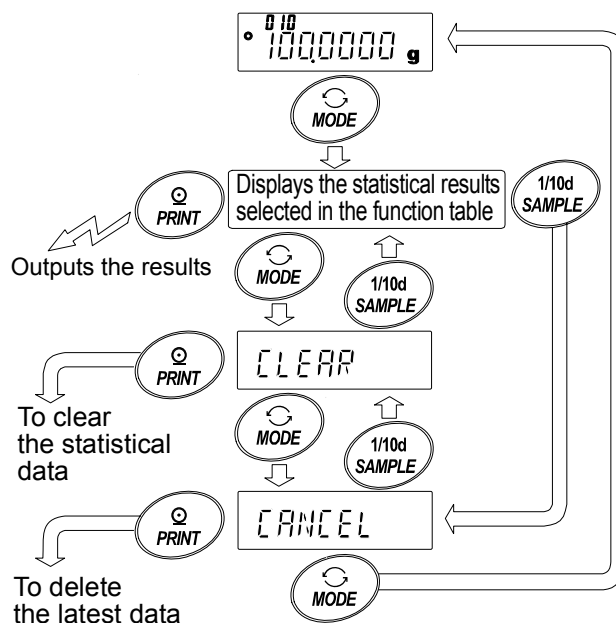 010
100.0000 g
MODE
Displays the statistical results
selected in the function table
PRINT
1/10d
SAMPLE
Outputs the results
MODE
1/10d
SAMPLE
PRINT
CLEAR
To clear
the statistical
data
MODE
1/10d
SAMPLE
PRINT
CANCEL
To delete
the latest data
MODE